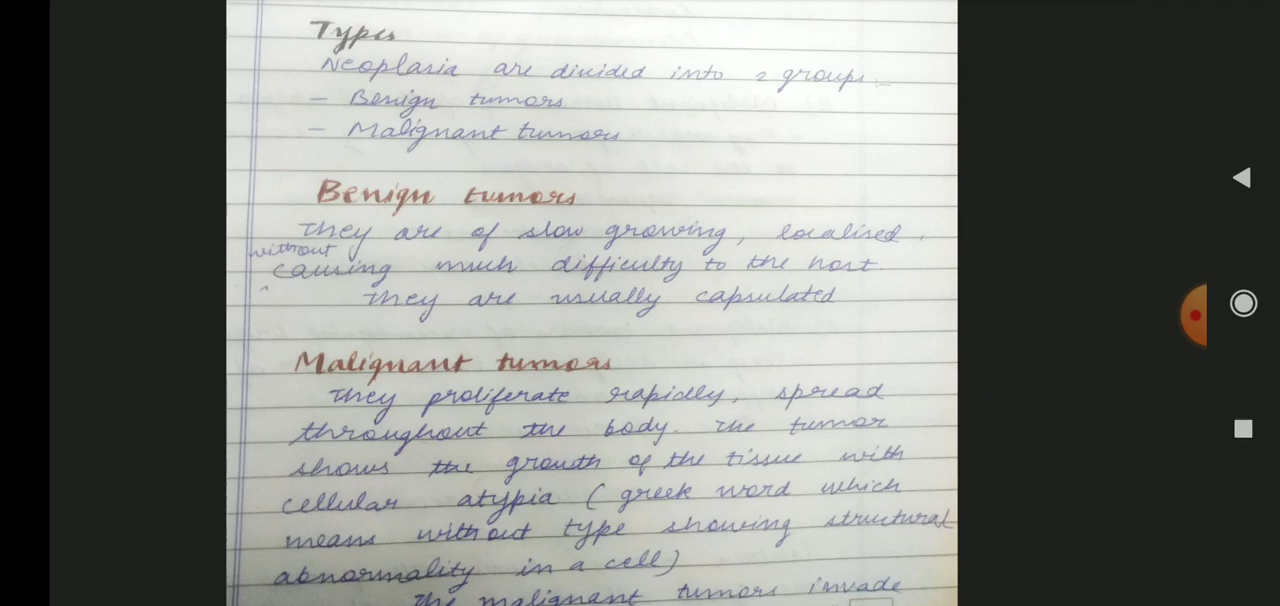 Types
Neoplasia are divided into 2 groups.
- Benign tumors
- Malignant tumors
Benign tumors
They are of slow growing, localised,
without
causing much difficulty to the host.
They are usually capsulated
Malignant tumors
They proliferate rapidly, spread
throughout the body. The tumor
shows the growth of the tissue with
cellular atypia ( greek word which
means without type showing structural
abnormality in a cell)
The malignant tumors invade